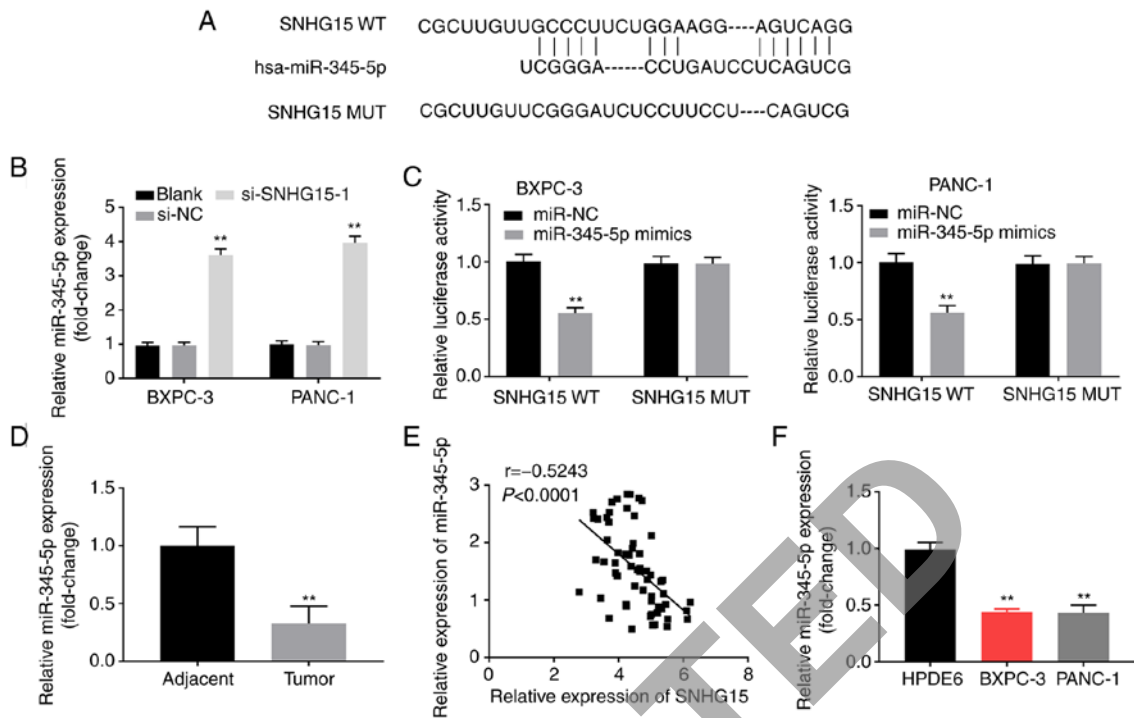 A
SNHG15 WT CGCUUGUUGCCCUUCUGGAAGG----AGUCAGG
hsa-miR-345-5p UCGGGA------CCUGAUCCUCAGUCG
SNHG15 MUT CGCUUGUUCGGGAUCUCCUUCCU----CAGUCG
B
Relative miR-345-5p expression
(fold-change)
Blank
si-NC
si-SNHG15-1
5
4
3
2
1
0
**
**
BXPC-3 PANC-1
C
BXPC-3
miR-NC
miR-345-5p mimics
Relative luciferase activity
1.5
1.0
0.5
0.0
**
SNHG15 WT SNHG15 MUT
PANC-1
miR-NC
miR-345-5p mimics
Relative luciferase activity
1.5
1.0
0.5
0.0
**
SNHG15 WT SNHG15 MUT
D
Relative miR-345-5p expression
(fold-change)
1.5
1.0
0.5
0.0
**
Adjacent Tumor
E
Relative expression of miR-345-5p
r=−0.5243
P<0.0001
3
2
1
0
0 2 4 6 8
Relative expression of SNHG15
F
Relative miR-345-5p expression
(fold-change)
1.5
1.0
0.5
0.0
**
**
HPDE6 BXPC-3 PANC-1
TED